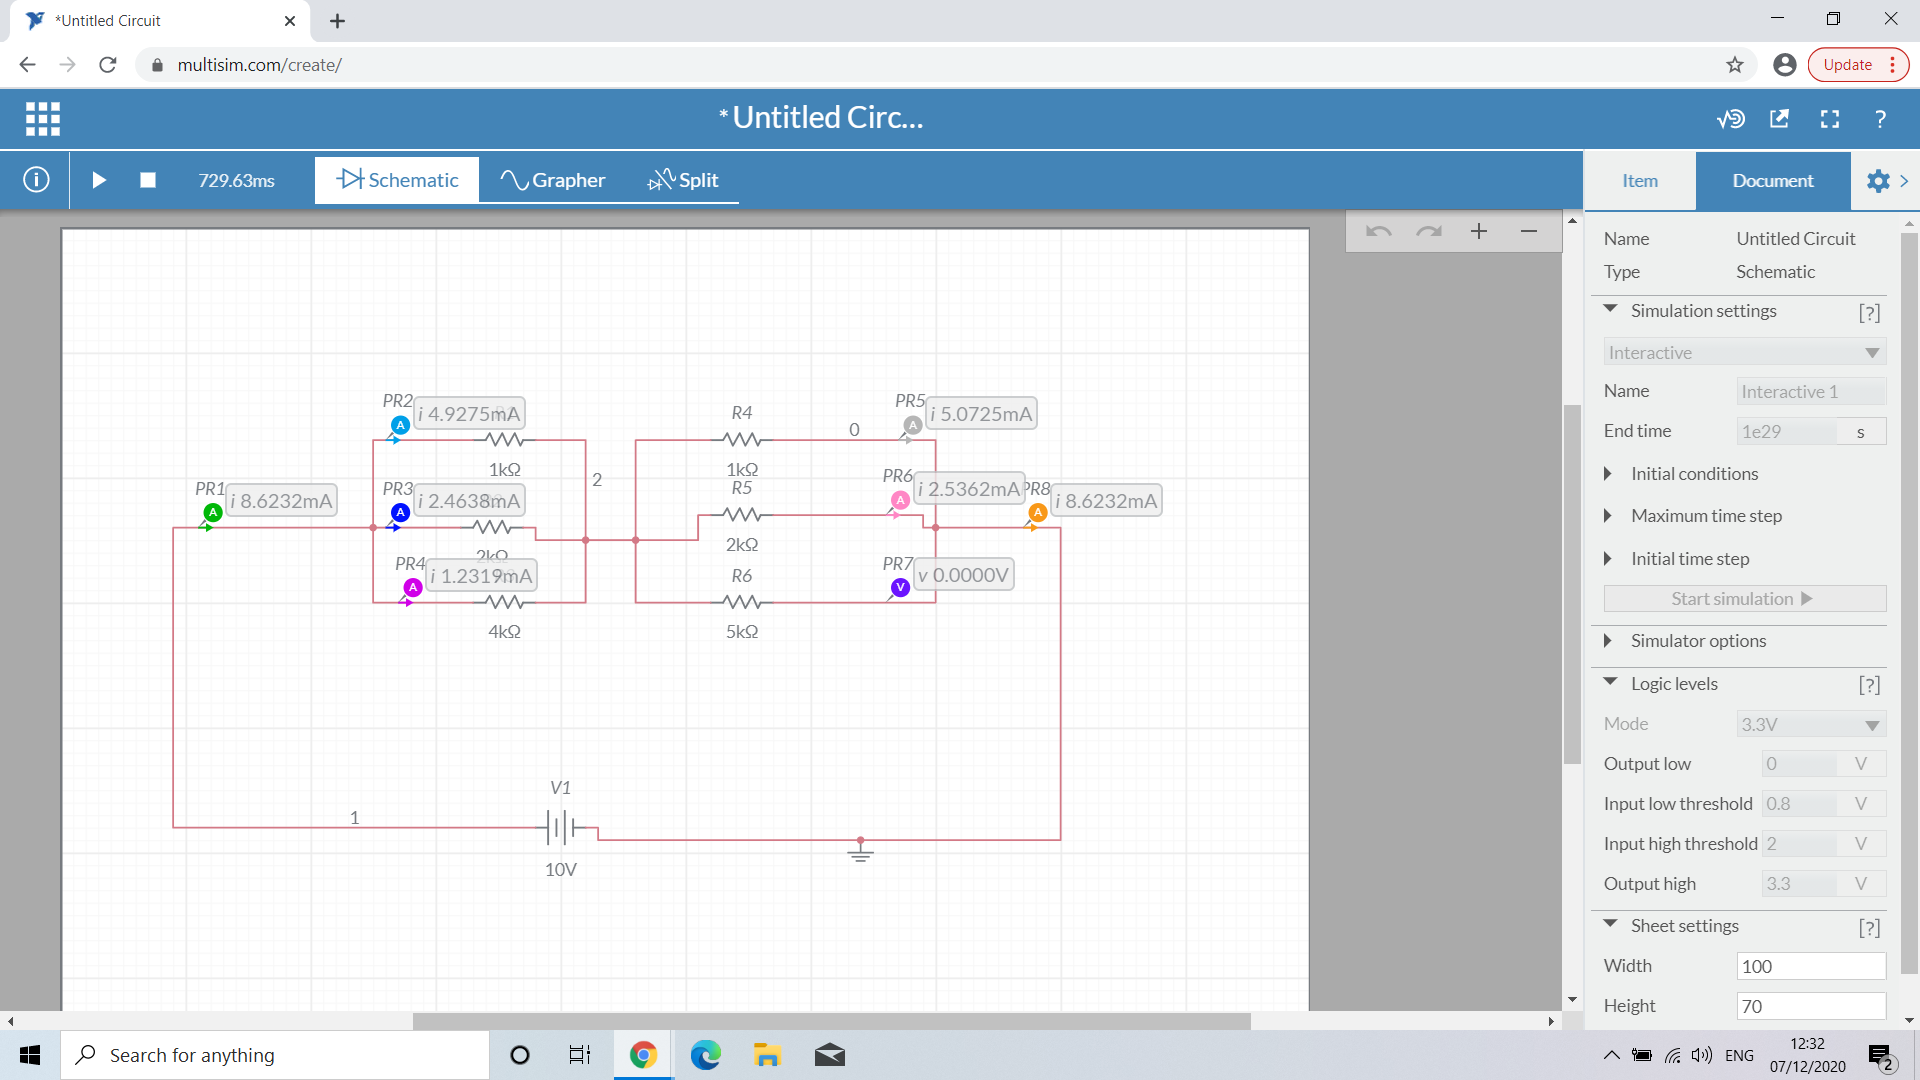 *Untitled Circuit
multisim.com/create/
Update
*Untitled Circ...
?
i
729.63ms
Schematic
Grapher
Split
Item
Document
Name Untitled Circuit
Type Schematic
Simulation settings [?]
Interactive
Name Interactive 1
End time 1e29 s
Initial conditions
Maximum time step
Initial time step
Start simulation
Simulator options
Logic levels [?]
Mode 3.3V
Output low 0 V
Input low threshold 0.8 V
Input high threshold 2 V
Output high 3.3 V
Sheet settings [?]
Width 100
Height 70
PR2 A i 4.9275mA
1kΩ
R4
1kΩ
0
PR5 A i 5.0725mA
2
PR1 A i 8.6232mA
PR3 A i 2.4638mA
2kΩ
R5
2kΩ
PR6 A i 2.5362mA
PR8 A i 8.6232mA
PR4 A i 1.2319mA
4kΩ
R6
5kΩ
PR7 V v 0.0000V
V1
1
10V
Search for anything
ENG
12:32
07/12/2020
2